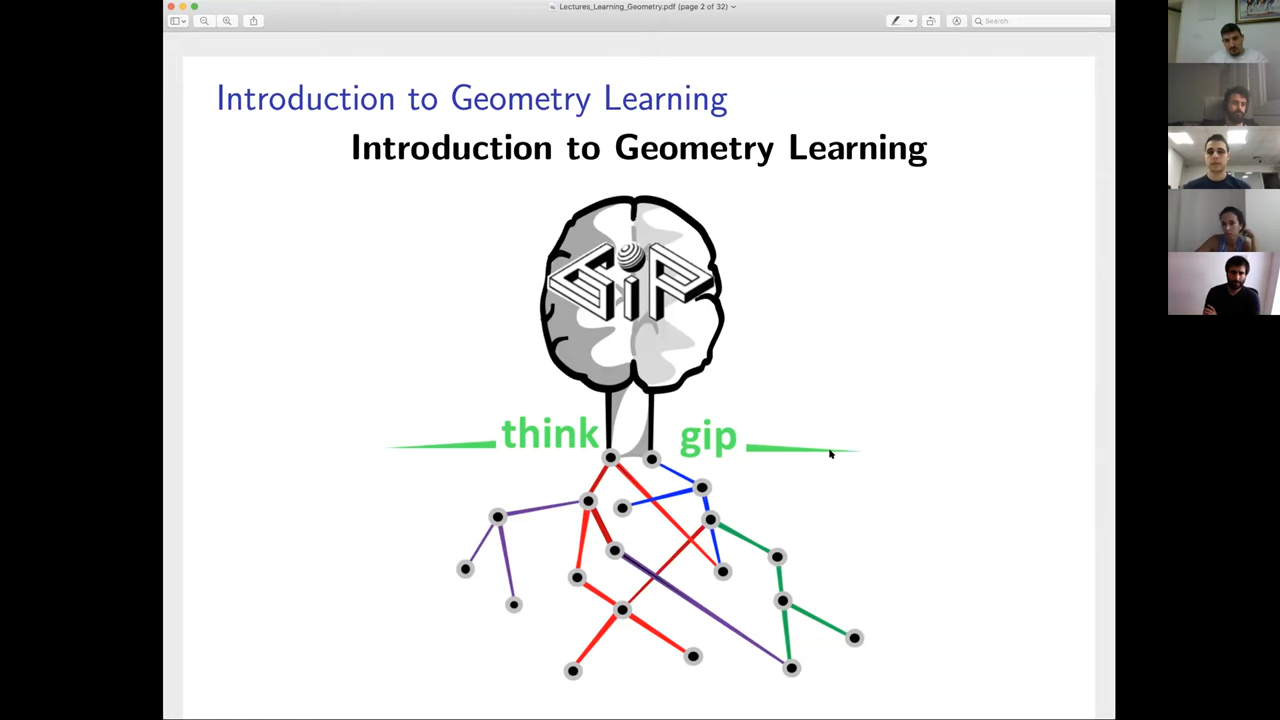 Lectures_Learning_Geometry.pdf (page 2 of 32)
Search
Introduction to Geometry Learning
Introduction to Geometry Learning
GiP
think gip